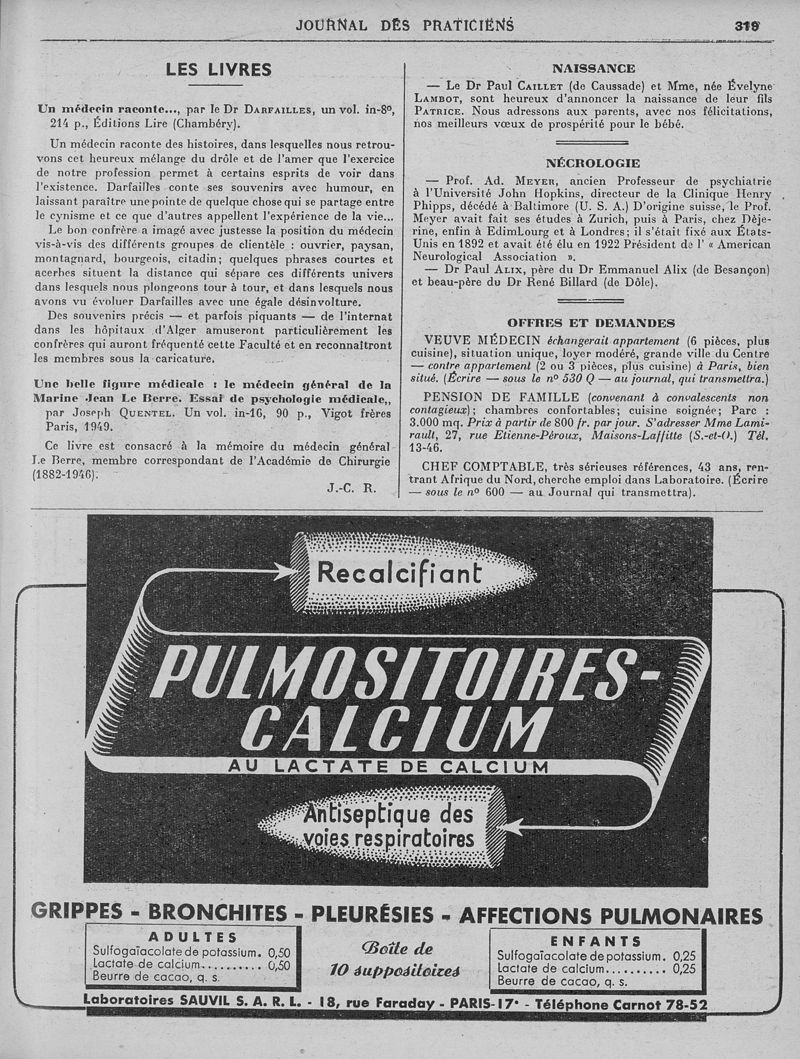 JOURNAL DES PRATICIENS
319
LES LIVRES
Un médecin raconte..., par le Dr DARFAILLES, un vol. in-8º,
214 p., Éditions Lire (Chambéry).
Un médecin raconte des histoires, dans lesquelles nous retrou-
vons cet heureux mélange du drôle et de l'amer que l'exercice
de notre profession permet à certains esprits de voir dans
l'existence. Darfailles conte ses souvenirs avec humour, en
laissant paraître une pointe de quelque chose qui se partage entre
le cynisme et ce que d'autres appellent l'expérience de la vie...
Le bon confrère a imagé avec justesse la position du médecin
vis-à-vis des différents groupes de clientèle : ouvrier, paysan,
montagnard, bourgeois, citadin; quelques phrases courtes et
acerbes situent la distance qui sépare ces différents univers
dans lesquels nous plongeons tour à tour, et dans lesquels nous
avons vu évoluer Darfailles avec une égale désinvolture.
Des souvenirs précis — et parfois piquants — de l'internat
dans les hôpitaux d'Alger amuseront particulièrement les
confrères qui auront fréquenté cette Faculté et en reconnaîtront
les membres sous la caricature.
Une belle figure médicale : le médecin général de la
Marine Jean Le Berre. Essai de psychologie médicale,,
par Joseph QUENTEL. Un vol. in-16, 90 p., Vigot frères
Paris, 1949.
Ce livre est consacré à la mémoire du médecin général
Le Berre, membre correspondant de l'Académie de Chirurgie
(1882-1946).
J.-C. R.
NAISSANCE
— Le Dr Paul CAILLET (de Caussade) et Mme, née Évelyne
LAMBOT, sont heureux d'annoncer la naissance de leur fils
PATRICE. Nous adressons aux parents, avec nos félicitations,
nos meilleurs vœux de prospérité pour le bébé.
NÉCROLOGIE
— Prof. Ad. MEYER, ancien Professeur de psychiatrie
à l'Université John Hopkins, directeur de la Clinique Henry
Phipps, décédé à Baltimore (U. S. A.) D'origine suisse, le Prof.
Meyer avait fait ses études à Zurich, puis à Paris, chez Déje-
rine, enfin à EdimLourg et à Londres; il s'était fixé aux États-
Unis en 1892 et avait été élu en 1922 Président de l' « American
Neurological Association ».
— Dr Paul ALIX, père du Dr Emmanuel Alix (de Besançon)
et beau-père du Dr René Billard (de Dôle).
OFFRES ET DEMANDES
VEUVE MÉDECIN échangerait appartement (6 pièces, plus
cuisine), situation unique, loyer modéré, grande ville du Centre
— contre appartement (2 ou 3 pièces, plus cuisine) à Paris, bien
situé. (Écrire — sous le nº 530 Q — au journal, qui transmettra.)
PENSION DE FAMILLE (convenant à convalescents non
contagieux); chambres confortables; cuisine soignée; Parc :
3.000 mq. Prix à partir de 800 fr. par jour. S'adresser Mme Lami-
rault, 27, rue Etienne-Péroux, Maisons-Laffitte (S.-et-O.) Tél.
13-46.
CHEF COMPTABLE, très sérieuses références, 43 ans, ren-
trant Afrique du Nord, cherche emploi dans Laboratoire. (Écrire
— sous le nº 600 — au Journal qui transmettra).
Recalcifiant
PULMOSITOIRES-
CALCIUM
AU LACTATE DE CALCIUM
Antiseptique des
voies respiratoires
GRIPPES - BRONCHITES - PLEURÉSIES - AFFECTIONS PULMONAIRES
ADULTES
Sulfogaïacolate de potassium. 0,50
Lactate de calcium.......... 0,50
Beurre de cacao, q. s.
Boîte de
10 suppositoires
ENFANTS
Sulfogaïacolate de potassium. 0,25
Lactate de calcium.......... 0,25
Beurre de cacao, q. s.
Laboratoires SAUVIL S. A. R. L. - 18, rue Faraday - PARIS-17e - Téléphone Carnot 78-52